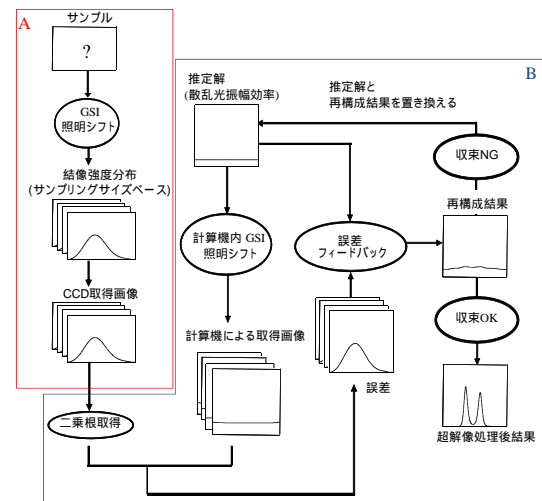 A
サンプル
?
GSI
照明シフト
結像強度分布
(サンプリングサイズベース)
CCD取得画像
二乗根取得
B
推定解
(散乱光振幅効率)
推定解と
再構成結果を置き換える
計算機内 GSI
照明シフト
計算機による取得画像
誤差
フィードバック
誤差
収束NG
再構成結果
収束OK
超解像処理後結果